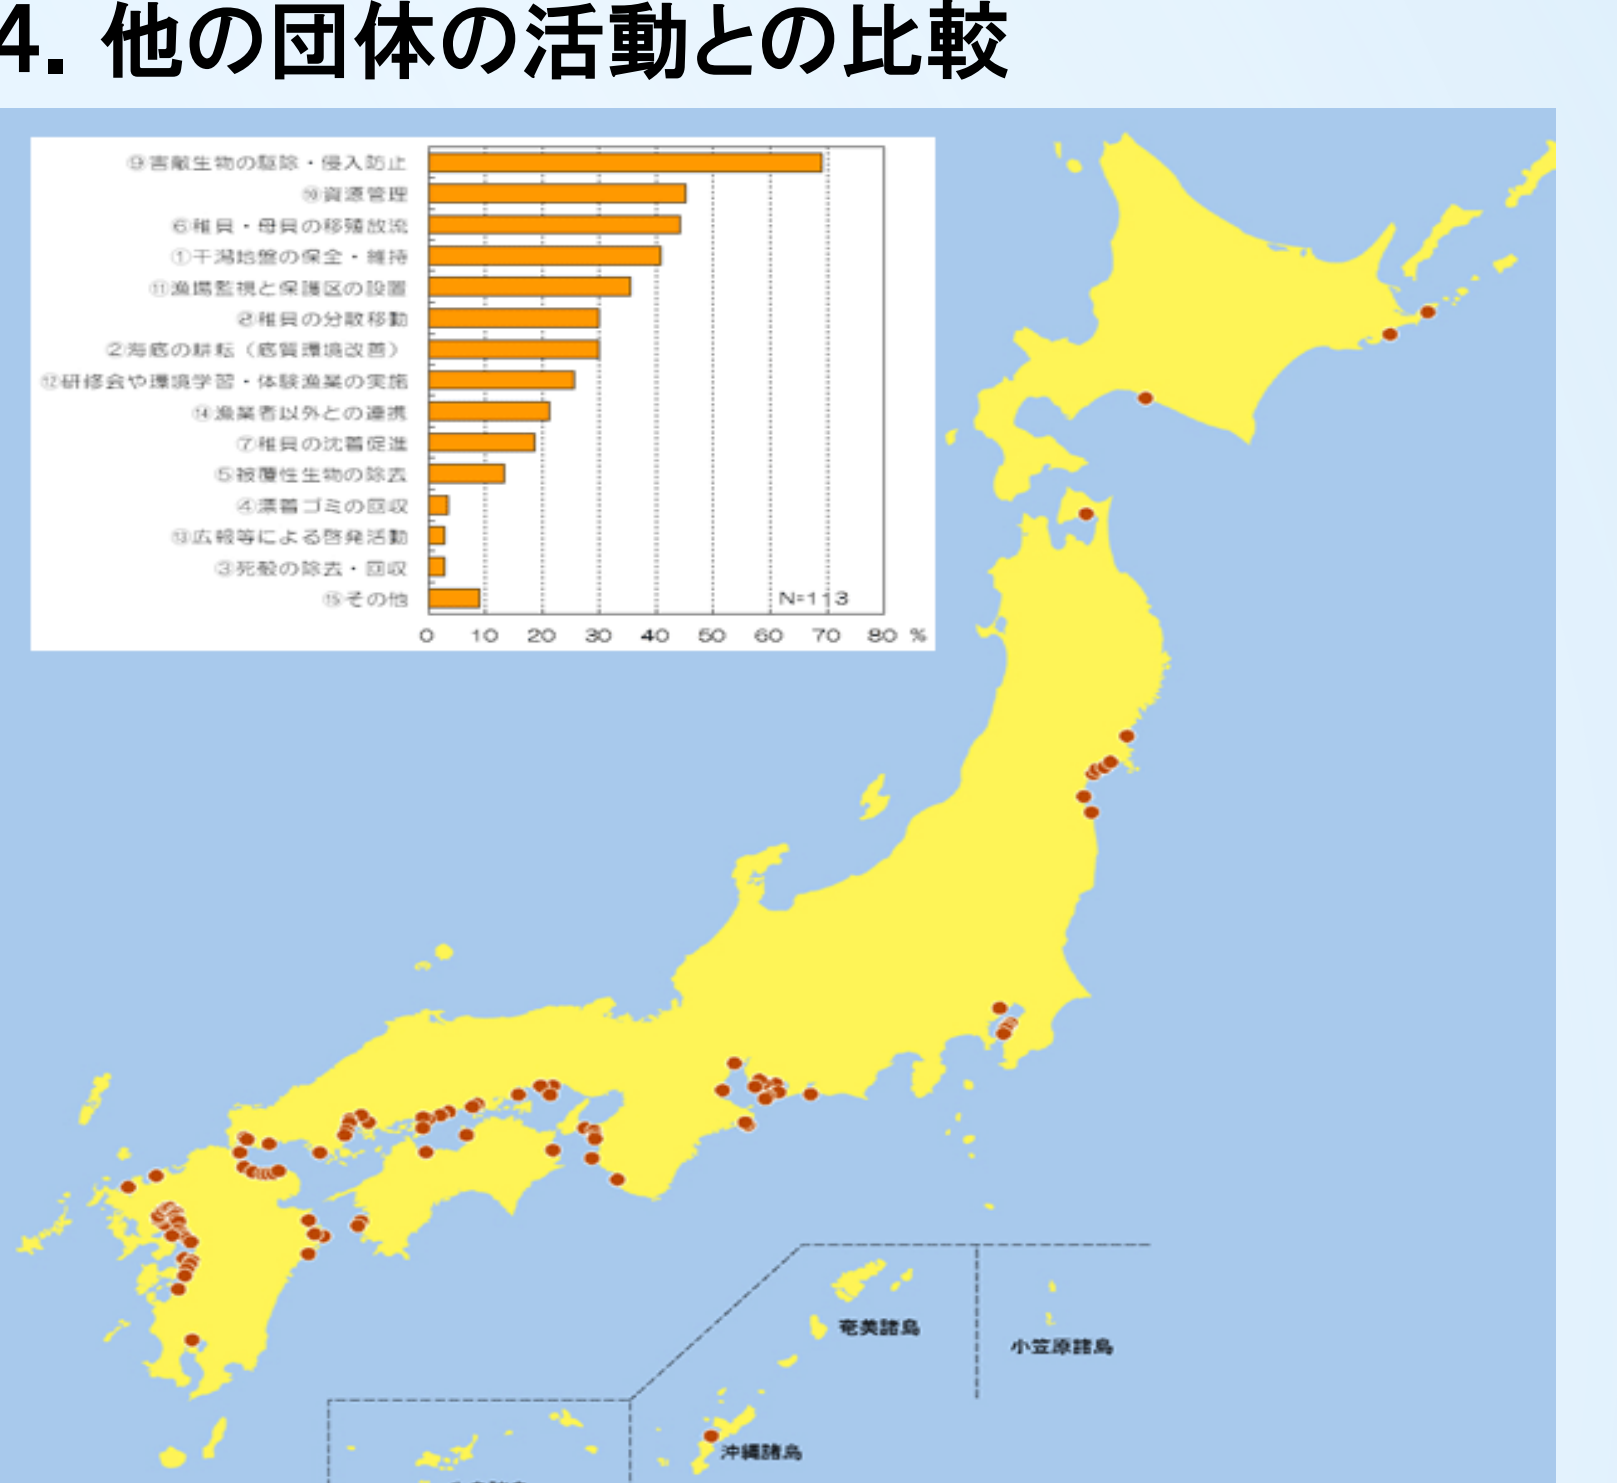 4. 他の団体の活動との比較
⑨害敵生物の駆除・侵入防止
⑩資源管理
⑥稚貝・母貝の移殖放流
①干潟地盤の保全・維持
⑪漁場監視と保護区の設置
⑧稚貝の分散移動
②海底の耕耘（底質環境改善）
⑫研修会や環境学習・体験漁業の実施
⑭漁業者以外との連携
⑦稚貝の沈着促進
⑤被覆性生物の除去
④漂着ゴミの回収
⑬広報等による啓発活動
③死殻の除去・回収
⑮その他
N=113
0 10 20 30 40 50 60 70 80 %
奄美諸島
小笠原諸島
沖縄諸島